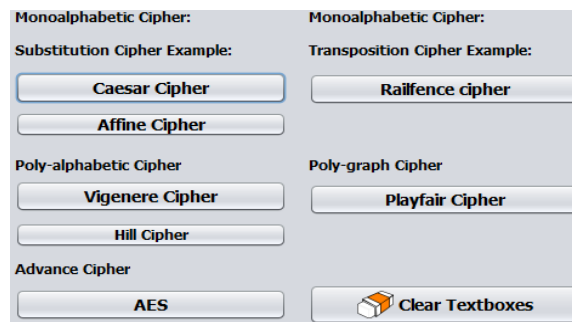 Monoalphabetic Cipher:
Substitution Cipher Example:
Caesar Cipher
Affine Cipher
Poly-alphabetic Cipher
Vigenere Cipher
Hill Cipher
Advance Cipher
AES
Monoalphabetic Cipher:
Transposition Cipher Example:
Railfence cipher
Poly-graph Cipher
Playfair Cipher
Clear Textboxes